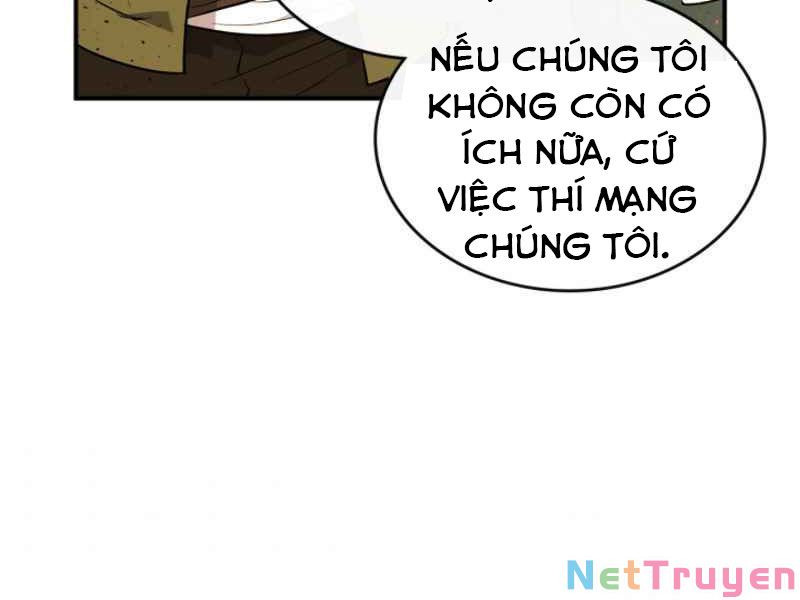 NẾU CHÚNG TÔI
KHÔNG CÒN CÓ
ÍCH NỮA, CỨ
VIỆC THÍ MẠNG
CHÚNG TÔI.
NetTruyen